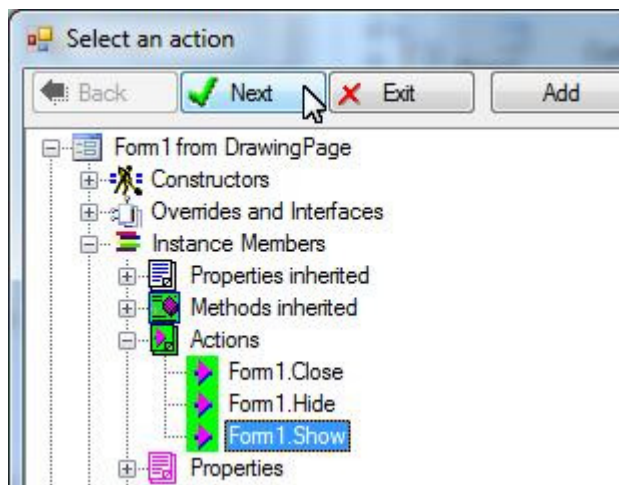 Select an action
Back Next Exit Add
Form1 from DrawingPage
Constructors
Overrides and Interfaces
Instance Members
Properties inherited
Methods inherited
Actions
Form1.Close
Form1.Hide
Form1.Show
Properties